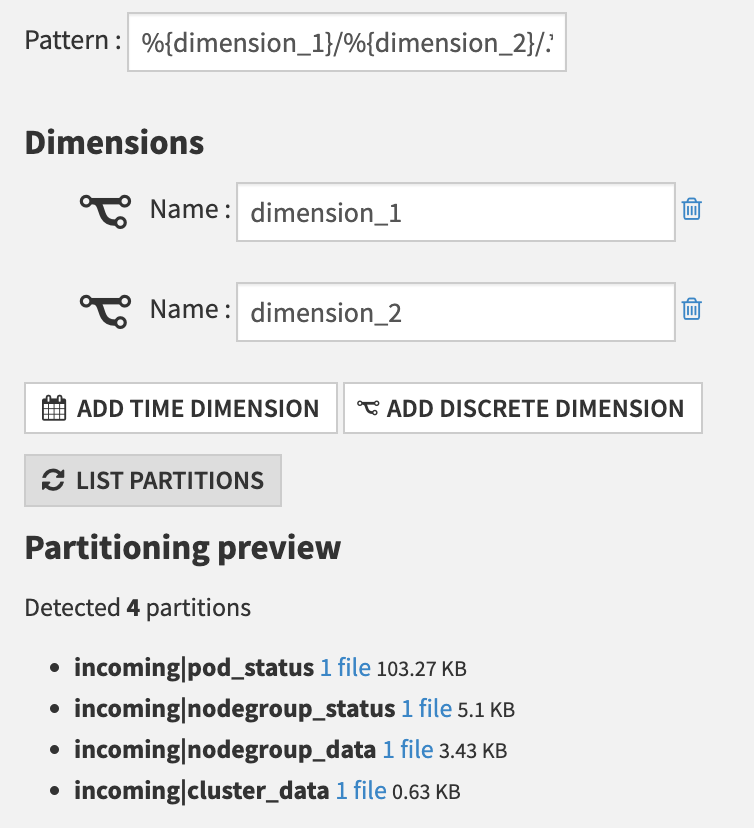 Pattern : %{dimension_1}/%{dimension_2}/.*
Dimensions
Name : dimension_1
Name : dimension_2
ADD TIME DIMENSION ADD DISCRETE DIMENSION
LIST PARTITIONS
Partitioning preview
Detected 4 partitions
• incoming|pod_status 1 file 103.27 KB
• incoming|nodegroup_status 1 file 5.1 KB
• incoming|nodegroup_data 1 file 3.43 KB
• incoming|cluster_data 1 file 0.63 KB